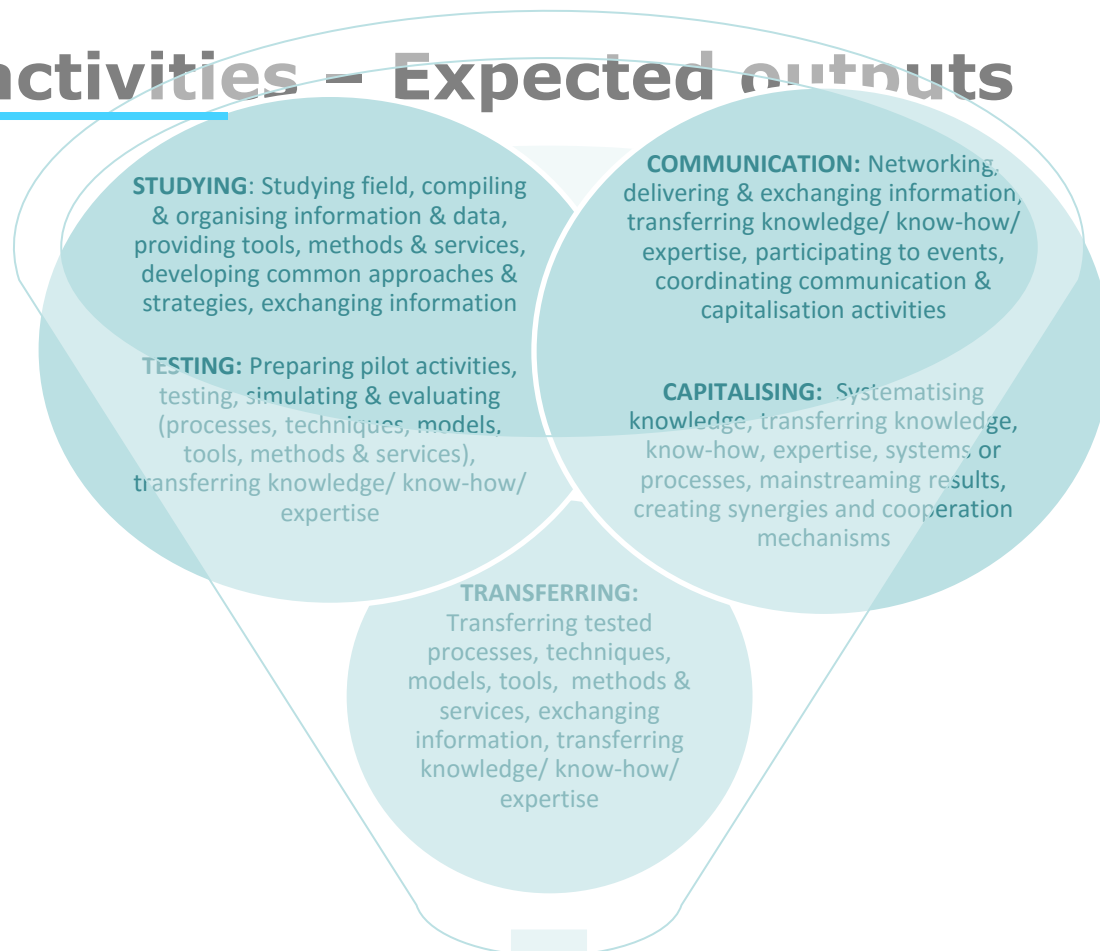 activities – Expected outputs
STUDYING: Studying field, compiling
& organising information & data,
providing tools, methods & services,
developing common approaches &
strategies, exchanging information
TESTING: Preparing pilot activities,
testing, simulating & evaluating
(processes, techniques, models,
tools, methods & services),
transferring knowledge/ know-how/
expertise
COMMUNICATION: Networking,
delivering & exchanging information,
transferring knowledge/ know-how/
expertise, participating to events,
coordinating communication &
capitalisation activities
CAPITALISING:  Systematising
knowledge, transferring knowledge,
know-how, expertise, systems or
processes, mainstreaming results,
creating synergies and cooperation
mechanisms
TRANSFERRING:
Transferring tested
processes, techniques,
models, tools,  methods &
services, exchanging
information, transferring
knowledge/ know-how/
expertise